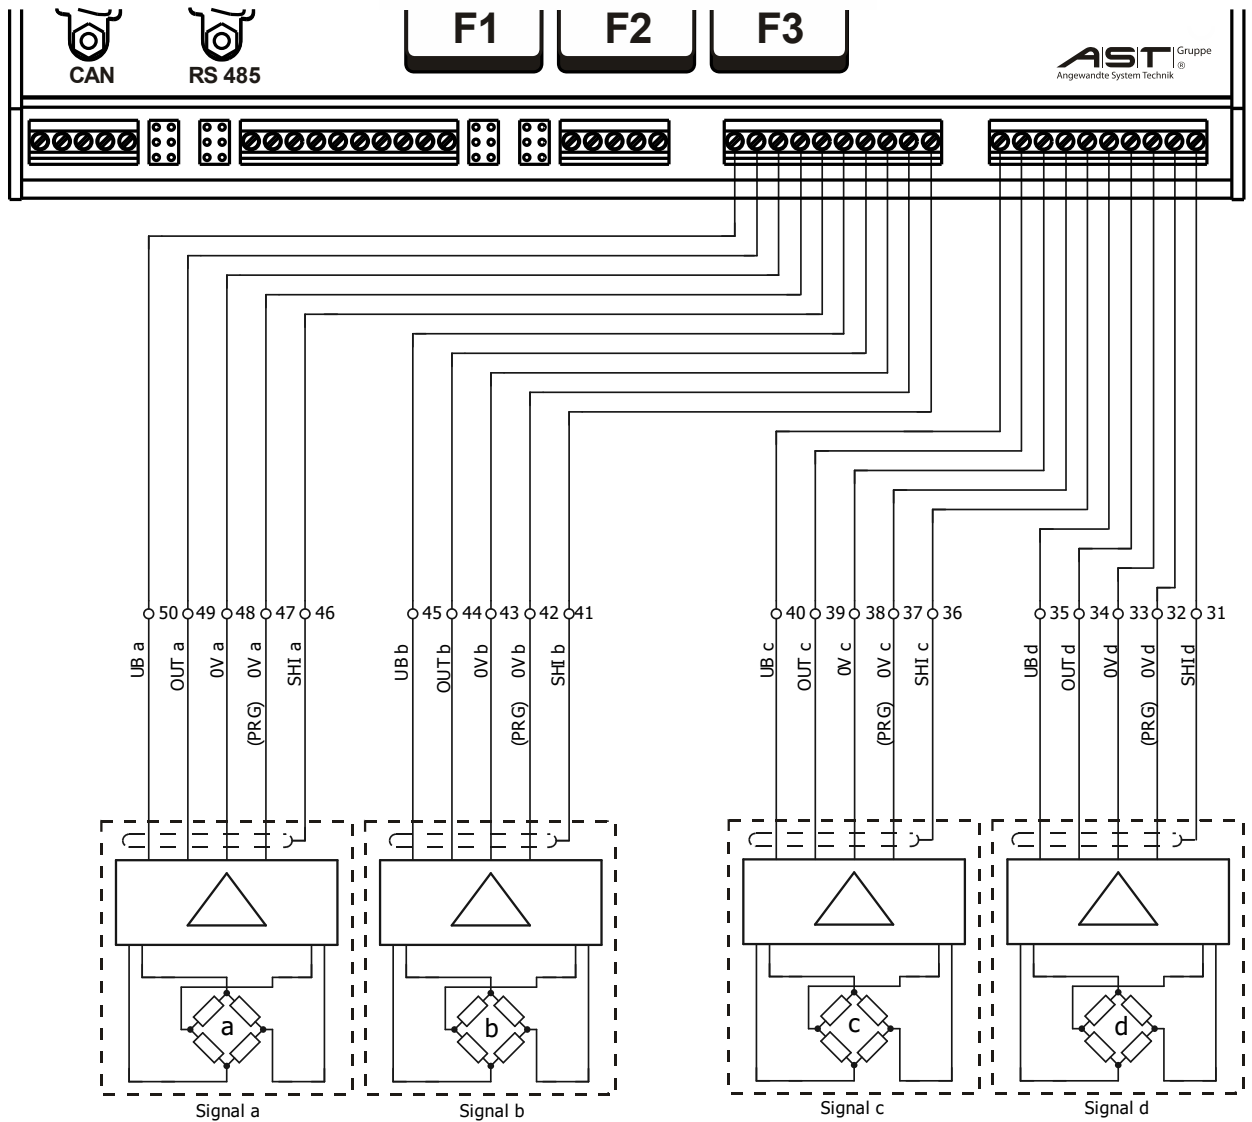 F1 F2 F3
CAN RS 485
AST Gruppe
®
Angewandte System Technik
50 49 48 47 46 45 44 43 42 41 40 39 38 37 36 35 34 33 32 31
UB a
OUT a
0V a
(PRG) 0V a
SHI a
UB b
OUT b
0V b
(PRG) 0V b
SHI b
UB c
OUT c
0V c
(PRG) 0V c
SHI c
UB d
OUT d
0V d
(PRG) 0V d
SHI d
a b c d
Signal a Signal b Signal c Signal d